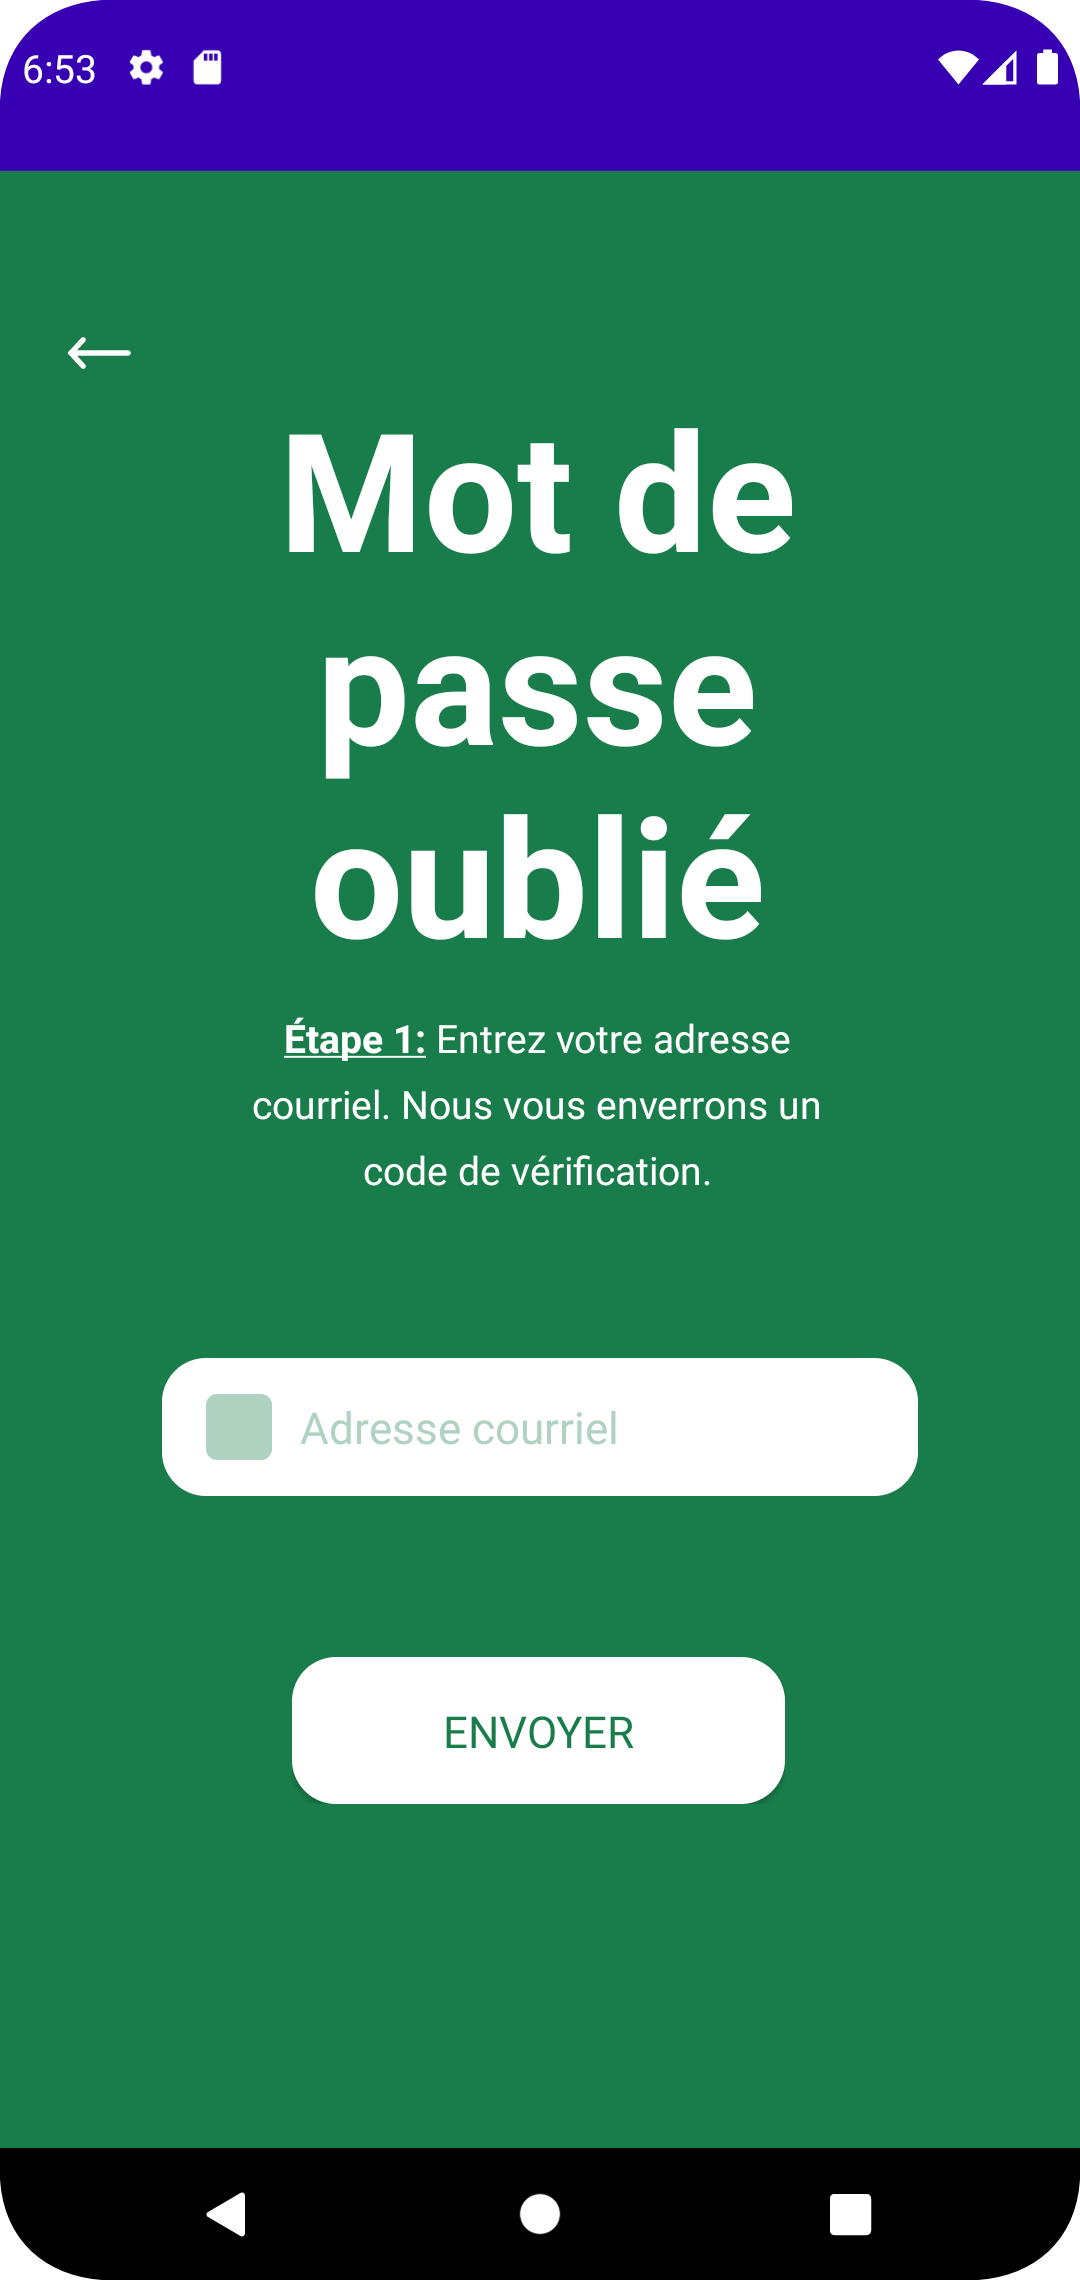 6:53
Mot de
passe
oublié
Étape 1: Entrez votre adresse
courriel. Nous vous enverrons un
code de vérification.
Adresse courriel
ENVOYER